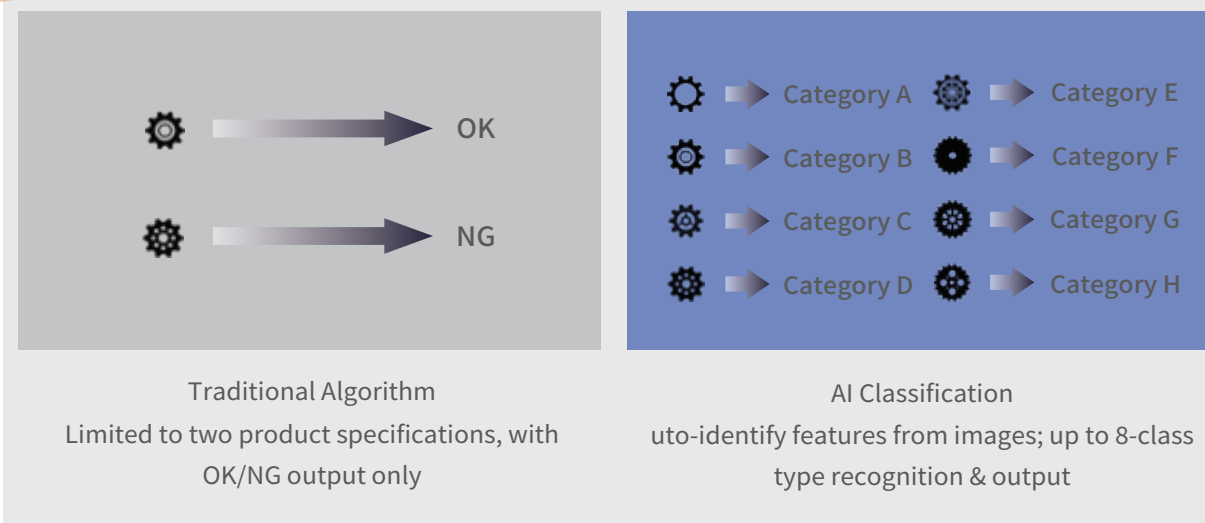 OK
NG
Category A
Category E
Category B
Category F
Category C
Category G
Category D
Category H
Traditional Algorithm
Limited to two product specifications, with
OK/NG output only
AI Classification
uto-identify features from images; up to 8-class
type recognition & output